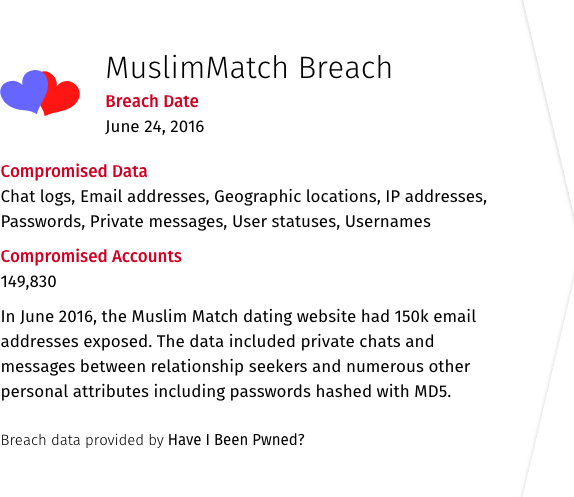 MuslimMatch Breach
Breach Date
June 24, 2016
Compromised Data
Chat logs, Email addresses, Geographic locations, IP addresses,
Passwords, Private messages, User statuses, Usernames
Compromised Accounts
149,830
In June 2016, the Muslim Match dating website had 150k email
addresses exposed. The data included private chats and
messages between relationship seekers and numerous other
personal attributes including passwords hashed with MD5.
Breach data provided by Have I Been Pwned?